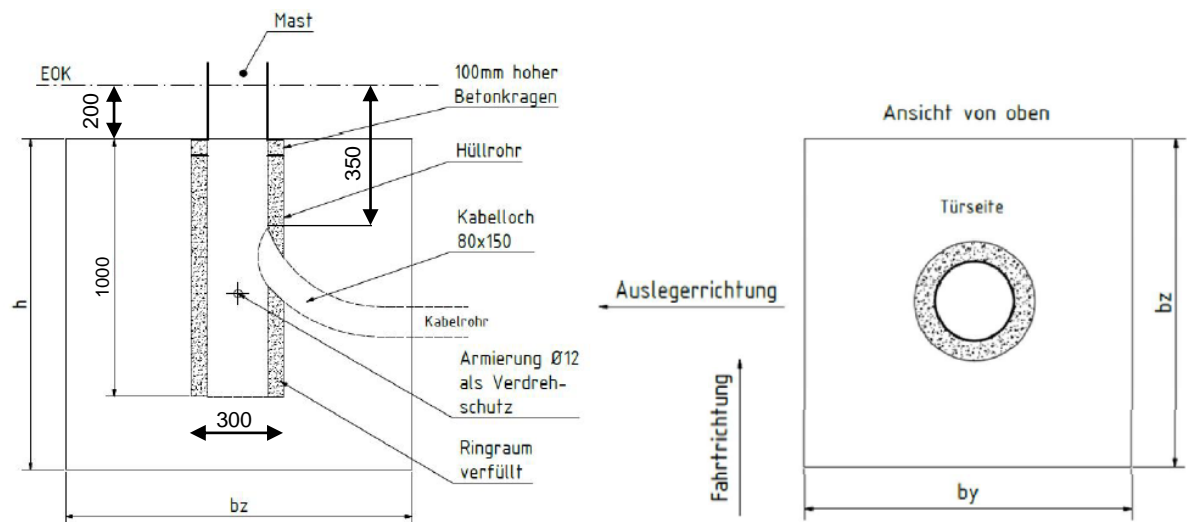 Mast
EOK
200
100mm hoher
Betonkragen
350
Hüllrohr
Kabelloch
80x150
1000
h
Kabelrohr
Armierung Ø12
als Verdreh-
schutz
300
Ringraum
verfüllt
bz
Ansicht von oben
Türseite
Auslegerrichtung
bz
Fahrtrichtung
by